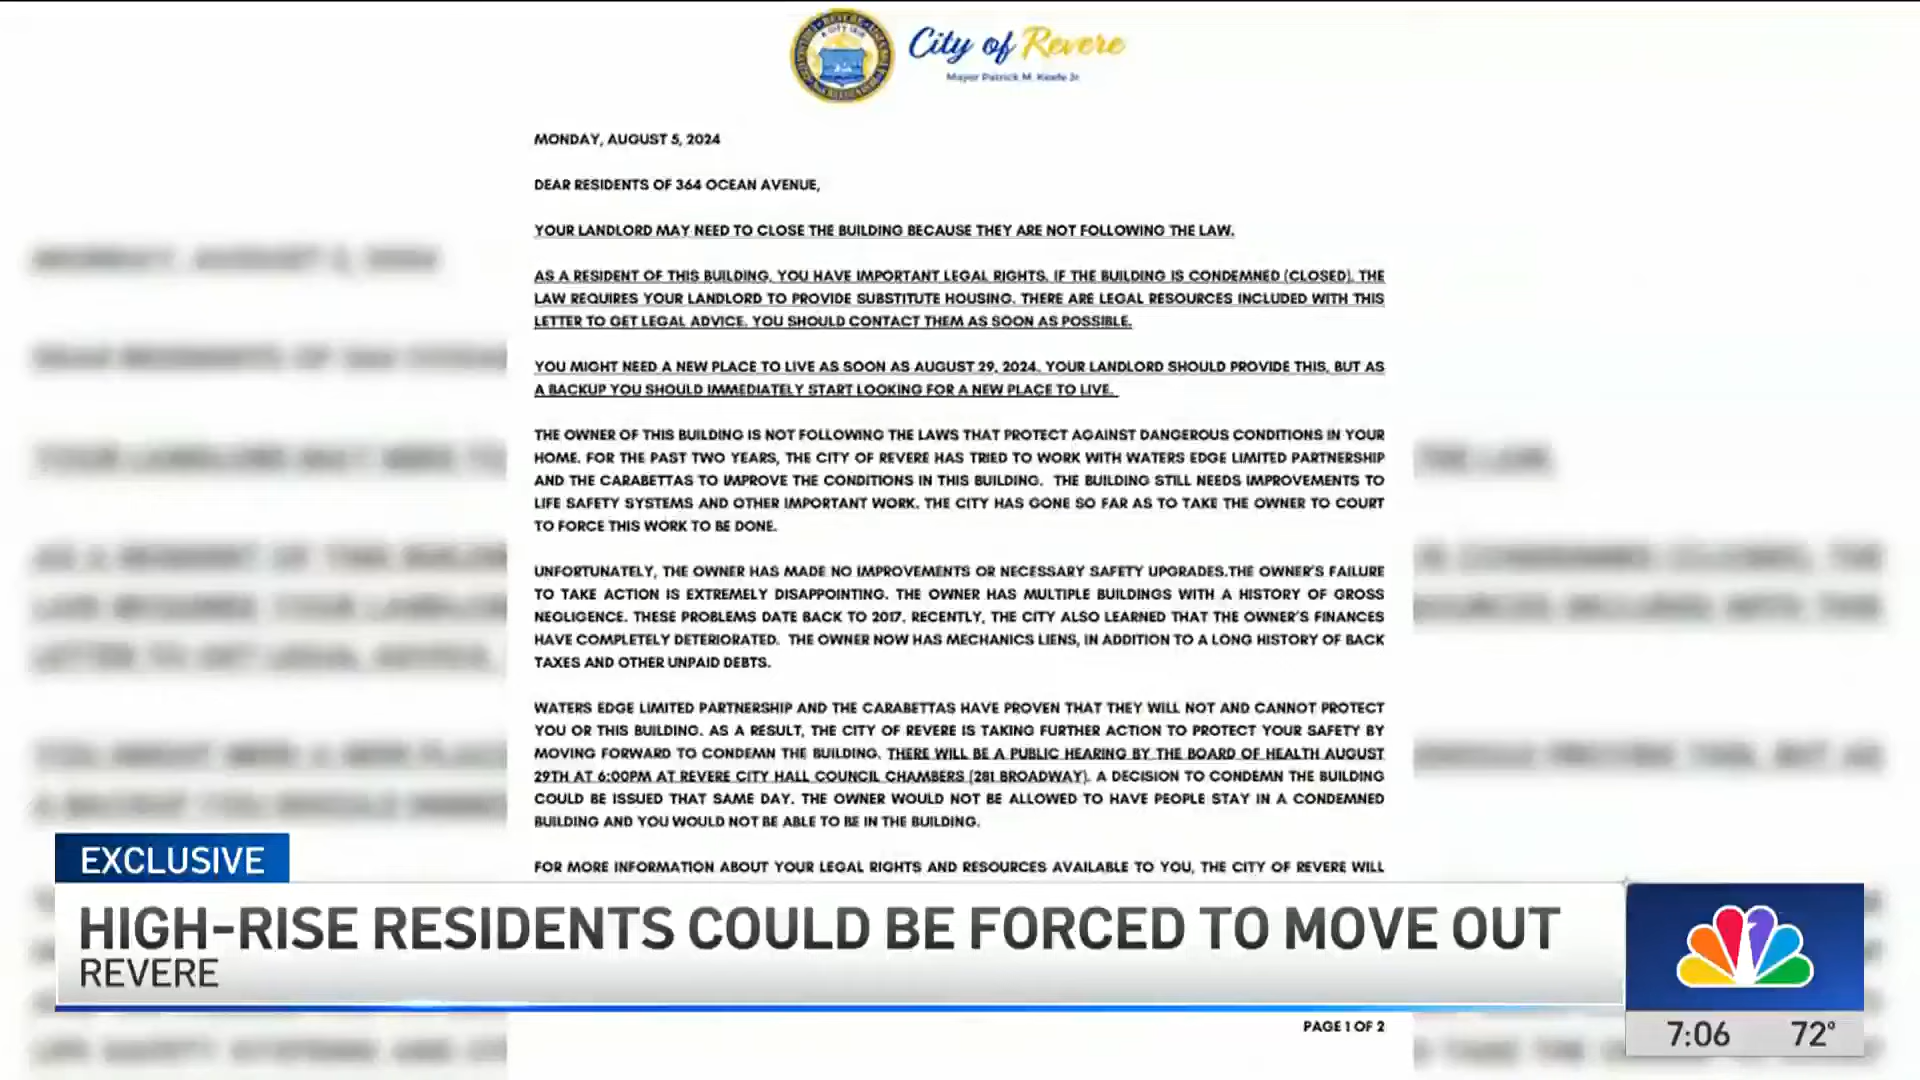 City of Revere
Mayor Patrick M. Keefe Jr
MONDAY, AUGUST 5, 2024
DEAR RESIDENTS OF 364 OCEAN AVENUE,
YOUR LANDLORD MAY NEED TO CLOSE THE BUILDING BECAUSE THEY ARE NOT FOLLOWING THE LAW.
AS A RESIDENT OF THIS BUILDING, YOU HAVE IMPORTANT LEGAL RIGHTS. IF THE BUILDING IS CONDEMNED (CLOSED), THE
LAW REQUIRES YOUR LANDLORD TO PROVIDE SUBSTITUTE HOUSING. THERE ARE LEGAL RESOURCES INCLUDED WITH THIS
LETTER TO GET LEGAL ADVICE. YOU SHOULD CONTACT THEM AS SOON AS POSSIBLE.
YOU MIGHT NEED A NEW PLACE TO LIVE AS SOON AS AUGUST 29, 2024. YOUR LANDLORD SHOULD PROVIDE THIS, BUT AS
A BACKUP YOU SHOULD IMMEDIATELY START LOOKING FOR A NEW PLACE TO LIVE.
THE OWNER OF THIS BUILDING IS NOT FOLLOWING THE LAWS THAT PROTECT AGAINST DANGEROUS CONDITIONS IN YOUR
HOME. FOR THE PAST TWO YEARS, THE CITY OF REVERE HAS TRIED TO WORK WITH WATERS EDGE LIMITED PARTNERSHIP
AND THE CARABETTAS TO IMPROVE THE CONDITIONS IN THIS BUILDING. THE BUILDING STILL NEEDS IMPROVEMENTS TO
LIFE SAFETY SYSTEMS AND OTHER IMPORTANT WORK. THE CITY HAS GONE SO FAR AS TO TAKE THE OWNER TO COURT
TO FORCE THIS WORK TO BE DONE.
UNFORTUNATELY, THE OWNER HAS MADE NO IMPROVEMENTS OR NECESSARY SAFETY UPGRADES.THE OWNER'S FAILURE
TO TAKE ACTION IS EXTREMELY DISAPPOINTING. THE OWNER HAS MULTIPLE BUILDINGS WITH A HISTORY OF GROSS
NEGLIGENCE. THESE PROBLEMS DATE BACK TO 2017. RECENTLY, THE CITY ALSO LEARNED THAT THE OWNER'S FINANCES
HAVE COMPLETELY DETERIORATED. THE OWNER NOW HAS MECHANICS LIENS, IN ADDITION TO A LONG HISTORY OF BACK
TAXES AND OTHER UNPAID DEBTS.
WATERS EDGE LIMITED PARTNERSHIP AND THE CARABETTAS HAVE PROVEN THAT THEY WILL NOT AND CANNOT PROTECT
YOU OR THIS BUILDING. AS A RESULT, THE CITY OF REVERE IS TAKING FURTHER ACTION TO PROTECT YOUR SAFETY BY
MOVING FORWARD TO CONDEMN THE BUILDING. THERE WILL BE A PUBLIC HEARING BY THE BOARD OF HEALTH AUGUST
29TH AT 6:00PM AT REVERE CITY HALL COUNCIL CHAMBERS (281 BROADWAY). A DECISION TO CONDEMN THE BUILDING
COULD BE ISSUED THAT SAME DAY. THE OWNER WOULD NOT BE ALLOWED TO HAVE PEOPLE STAY IN A CONDEMNED
BUILDING AND YOU WOULD NOT BE ABLE TO BE IN THE BUILDING.
FOR MORE INFORMATION ABOUT YOUR LEGAL RIGHTS AND RESOURCES AVAILABLE TO YOU, THE CITY OF REVERE WILL
EXCLUSIVE
HIGH-RISE RESIDENTS COULD BE FORCED TO MOVE OUT
REVERE
PAGE 1 OF 2
7:06 72°